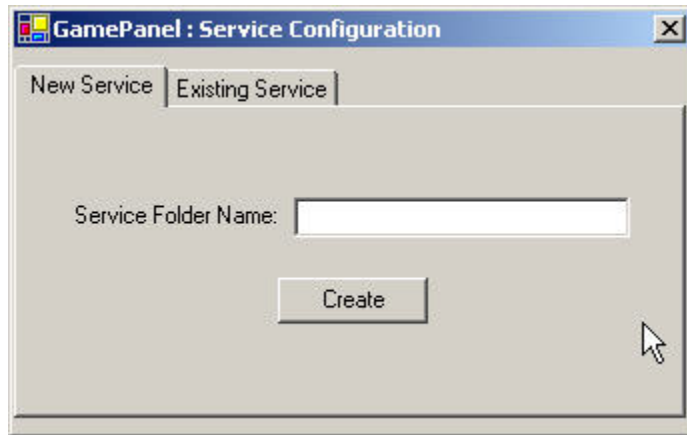 GamePanel : Service Configuration
New Service Existing Service
Service Folder Name:
Create